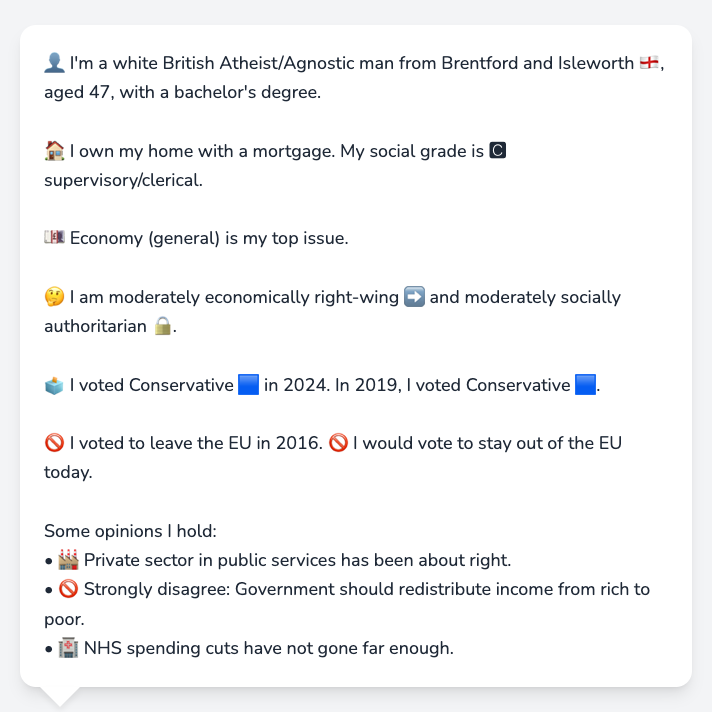 👤 I'm a white British Atheist/Agnostic man from Brentford and Isleworth 🏴󠁧󠁢󠁥󠁮󠁧󠁿,
aged 47, with a bachelor's degree.
🏠 I own my home with a mortgage. My social grade is 🅲
supervisory/clerical.
💷 Economy (general) is my top issue.
🤔 I am moderately economically right-wing ➡️ and moderately socially
authoritarian 🔒.
🗳️ I voted Conservative 🟦 in 2024. In 2019, I voted Conservative 🟦.
🚫 I voted to leave the EU in 2016. 🚫 I would vote to stay out of the EU
today.
Some opinions I hold:
• 🏭 Private sector in public services has been about right.
• 🚫 Strongly disagree: Government should redistribute income from rich to
poor.
• 🏥 NHS spending cuts have not gone far enough.